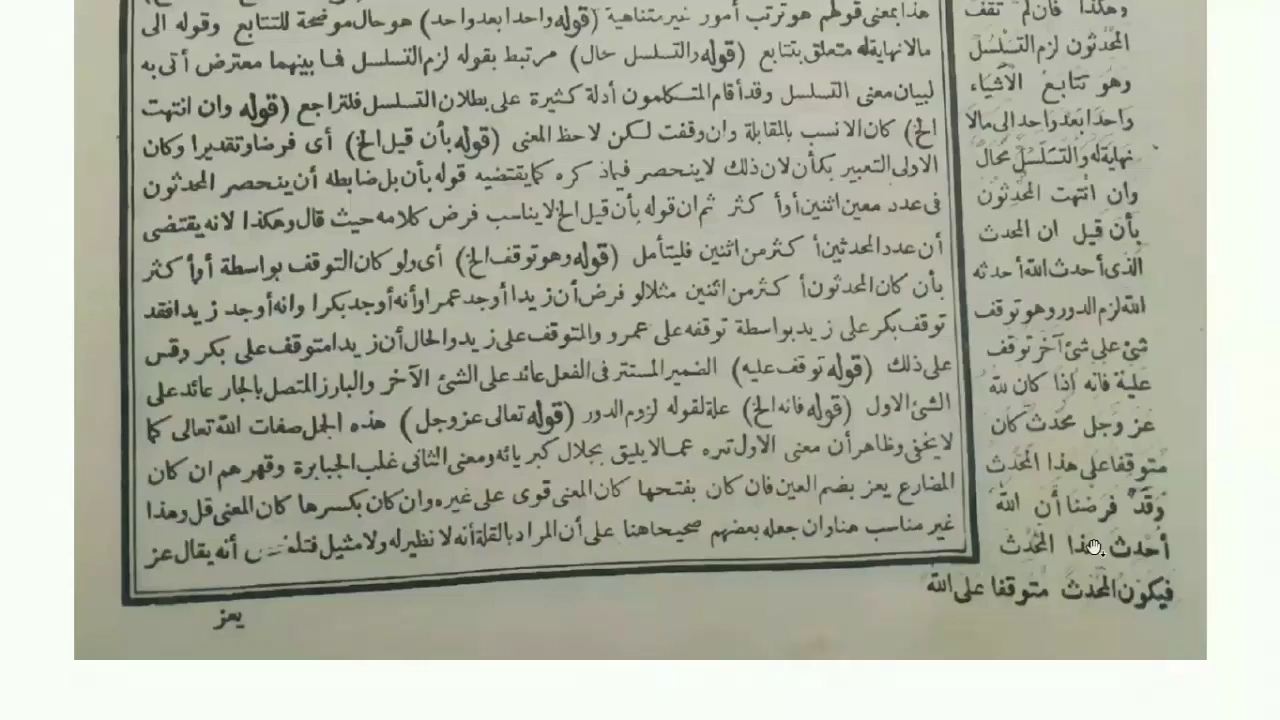 هذا بمعنى قولهم هو ترتب أمور غير متناهية (قوله واحدا بعد واحد) هو حال موضحة للتتابع وقوله الى
مالا نهاية له متعلق بتتابع (قوله والتسلسل حال) مرتبط بقوله لزم التسلسل فما بينهما معترض أتى به
لبيان معنى التسلسل وقد أقام المتكلمون أدلة كثيرة على بطلان التسلسل فلتراجع (قوله وان انتهت
الخ) كان الانسب بالمقابلة وان وقفت لكن لاحظ المعنى (قوله بأن قيل الخ) أى فرضا وتقديرا وكان
الاولى التعبير بكأن لان ذلك لا ينحصر فيما ذكره كما يقتضيه قوله بأن بل ضابطه أن ينحصر المحدثون
فى عدد معين اثنين أو أكثر ثم ان قوله بأن قيل الخ لا يناسب فرض كلامه حيث قال وهكذا لانه يقتضى
أن عدد المحدثين أكثر من اثنين فليتأمل (قوله وهو توقف الخ) أى ولو كان التوقف بواسطة أو أكثر
بأن كان المحدثون أكثر من اثنين مثلا لو فرض أن زيدا أوجد عمرا وأنه أوجد بكرا وانه أوجد زيدا فقد
توقف بكر على زيد بواسطة توقفه على عمرو والمتوقف على زيد والحال أن زيدا متوقف على بكر وقس
على ذلك (قوله توقف عليه) الضمير المستتر فى الفعل عائد على الشئ الآخر والبارز المتصل بالجار عائد على
الشئ الاول (قوله فانه الخ) علة لقوله لزوم الدور (قوله تعالى عز وجل) هذه الجمل صفات الله تعالى كما
لا يخفى وظاهر أن معنى الاول تنزه عما لا يليق بجلال كبريائه ومعنى الثانى غلب الجبابرة وقهرهم ان كان
المضارع يعز بضم العين فان كان بفتحها كان المعنى قوى على غيره وان كان بكسرها كان المعنى قل وهذا
غير مناسب هنا وان جعله بعضهم صحيحا هنا على أن المراد بالقلة أنه لا نظير له ولا مثيل فتلخص أنه يقال عز
يعز
وهكذا فان لم تقف
المحدثون لزم التسلسل
وهو تتابع الأشياء
واحدا بعد واحد الى مالا
نهاية له والتسلسل محال
وان انتهت المحدثون
بأن قيل ان المحدث
الذى أحدث الله أحدثه
الله لزم الدور وهو توقف
شئ على شئ آخر توقف
عليه فانه اذا كان لله
عز وجل محدث كان
متوقفا على هذا المحدث
وقد فرضنا أن الله
أحدث هذا المحدث
فيكون المحدث متوقفا على الله